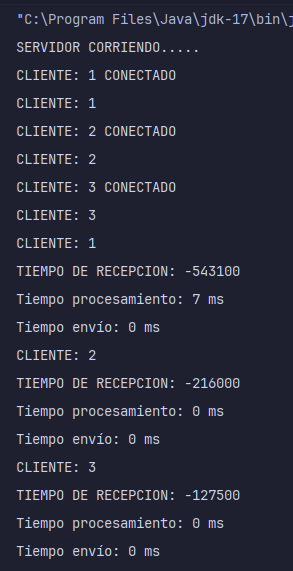 "C:\Program Files\Java\jdk-17\bin\j
SERVIDOR CORRIENDO.....
CLIENTE: 1 CONECTADO
CLIENTE: 1
CLIENTE: 2 CONECTADO
CLIENTE: 2
CLIENTE: 3 CONECTADO
CLIENTE: 3
CLIENTE: 1
TIEMPO DE RECEPCION: -543100
Tiempo procesamiento: 7 ms
Tiempo envío: 0 ms
CLIENTE: 2
TIEMPO DE RECEPCION: -216000
Tiempo procesamiento: 0 ms
Tiempo envío: 0 ms
CLIENTE: 3
TIEMPO DE RECEPCION: -127500
Tiempo procesamiento: 0 ms
Tiempo envío: 0 ms